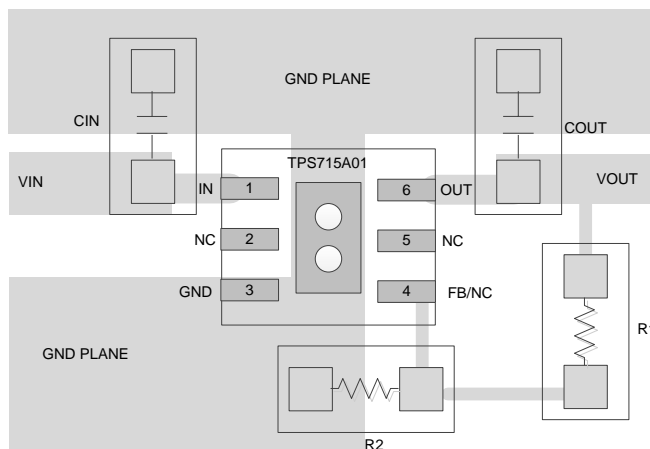 GND PLANE
CIN
COUT
TPS715A01
VIN
IN
1
6
OUT
VOUT
NC
2
5
NC
GND
3
4
FB/NC
GND PLANE
R2